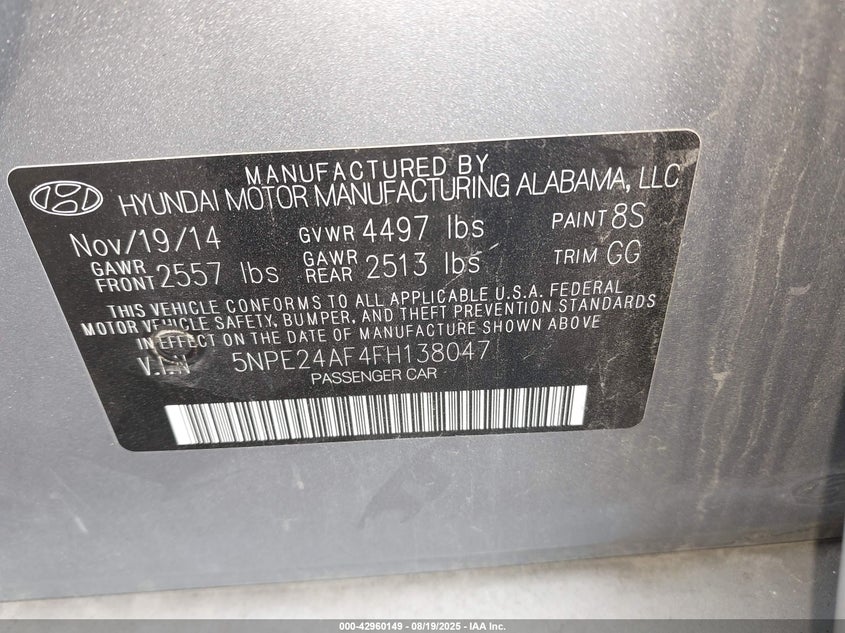 MANUFACTURED BY
HYUNDAI MOTOR MANUFACTURING ALABAMA, LLC
Nov/19/14 GVWR 4497 lbs PAINT 8S
GAWR FRONT 2557 lbs GAWR REAR 2513 lbs TRIM GG
THIS VEHICLE CONFORMS TO ALL APPLICABLE U.S.A. FEDERAL
MOTOR VEHICLE SAFETY, BUMPER, AND THEFT PREVENTION STANDARDS
IN EFFECT ON THE DATE OF MANUFACTURE SHOWN ABOVE
V.I.N 5NPE24AF4FH138047
PASSENGER CAR
000-42960149 - 08/19/2025 - IAA Inc.